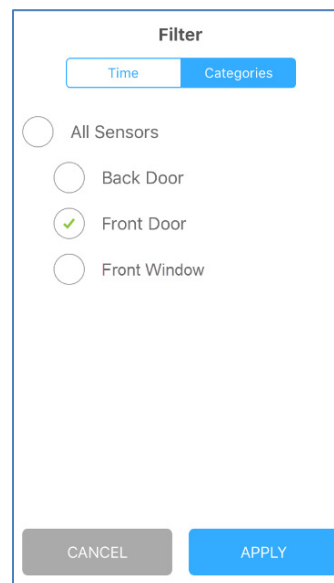 Filter
Time Categories
All Sensors
Back Door
Front Door
Front Window
CANCEL APPLY